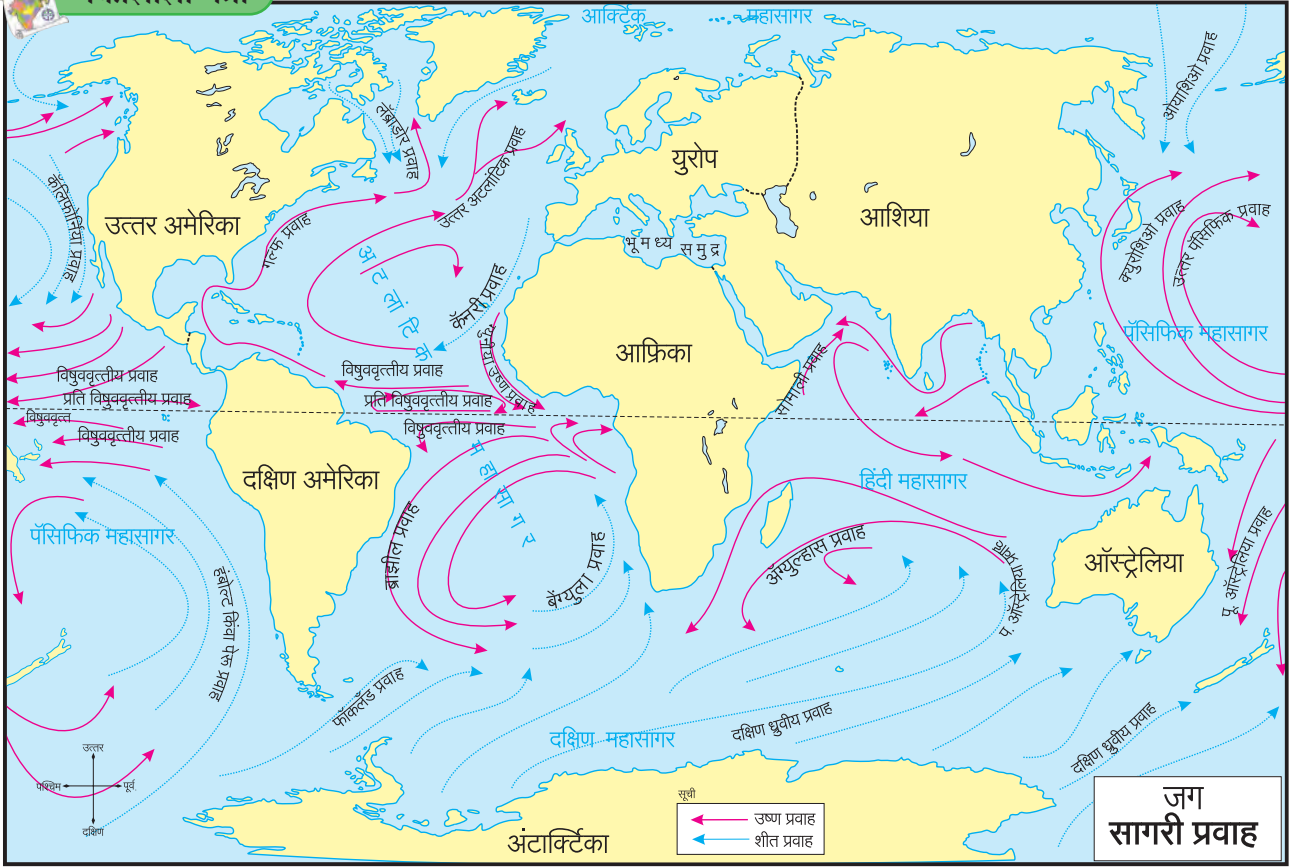 आर्क्टिक महासागर
ओयाशिओ प्रवाह
लॅब्राडोर प्रवाह
युरोप
उत्तर अटलांटिक प्रवाह
कॅलिफोर्निया प्रवाह
उत्तर अमेरिका
गल्फ प्रवाह
आशिया
क्युरोशिओ प्रवाह
उत्तर पॅसिफिक प्रवाह
भूमध्य समुद्र
अटलांटिक
कॅनरी प्रवाह
पॅसिफिक महासागर
आफ्रिका
सोमाली प्रवाह
विषुववृत्तीय प्रवाह
विषुववृत्तीय प्रवाह
प्रति विषुववृत्तीय प्रवाह
प्रति विषुववृत्तीय प्रवाह
विषुववृत्त
विषुववृत्तीय प्रवाह
विषुववृत्तीय प्रवाह
महासागर
दक्षिण अमेरिका
हिंदी महासागर
पॅसिफिक महासागर
ब्राझील प्रवाह
बेंग्युला प्रवाह
ॲग्युल्हास प्रवाह
प. ऑस्ट्रेलिया प्रवाह
ऑस्ट्रेलिया
पू. ऑस्ट्रेलिया प्रवाह
हंबोल्ट किंवा पेरू प्रवाह
फॉकलँड प्रवाह
दक्षिण ध्रुवीय प्रवाह
दक्षिण महासागर
दक्षिण ध्रुवीय प्रवाह
उत्तर
पश्चिम पूर्व
दक्षिण
अंटार्क्टिका
सूची
उष्ण प्रवाह
शीत प्रवाह
जग
सागरी प्रवाह